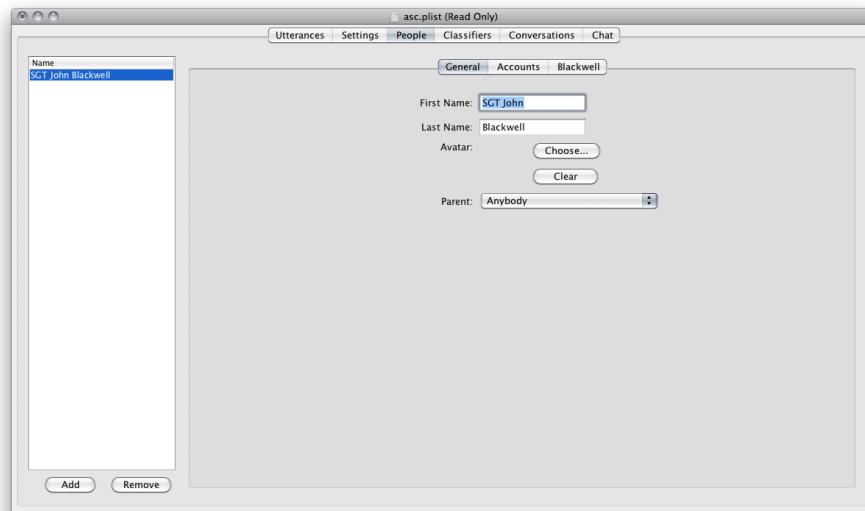 asc.plist (Read Only)
Utterances Settings People Classifiers Conversations Chat
Name
SGT John Blackwell
General Accounts Blackwell
First Name: SGT John
Last Name: Blackwell
Avatar: Choose...
Clear
Parent: Anybody
Add Remove